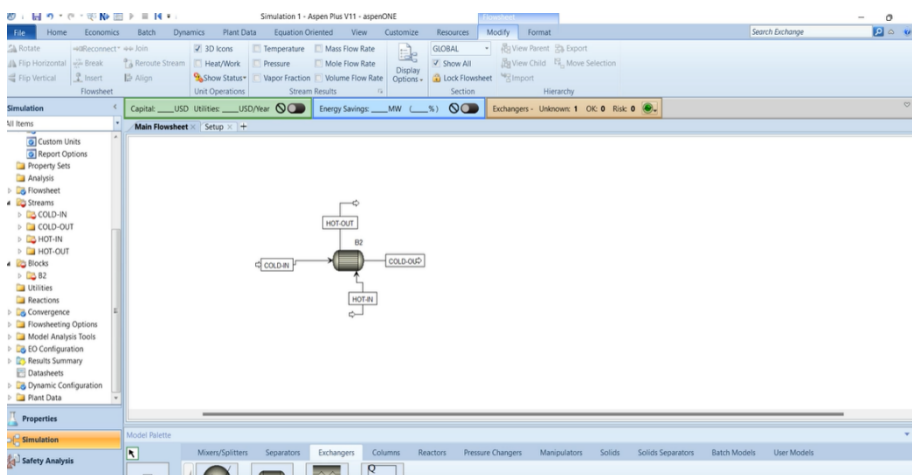 Simulation 1 - Aspen Plus V11 - aspenONE
Flowsheet
File Home Economics Batch Dynamics Plant Data Equation Oriented View Customize Resources Modify Format Search Exchange
Rotate Reconnect Join 3D Icons Temperature Mass Flow Rate GLOBAL View Parent Export
Flip Horizontal Break Reroute Stream Heat/Work Pressure Mole Flow Rate Display Options Show All View Child Move Selection
Flip Vertical Insert Align Show Status Vapor Fraction Volume Flow Rate Lock Flowsheet Import
Flowsheet Unit Operations Stream Results Section Hierarchy
Simulation Capital: ____USD Utilities: ____USD/Year Energy Savings: ____MW (____%) Exchangers - Unknown: 1 OK: 0 Risk: 0
All Items Main Flowsheet Setup +
Custom Units
Report Options
Property Sets
Analysis
Flowsheet
Streams
COLD-IN
COLD-OUT
HOT-IN
HOT-OUT
Blocks
B2
Utilities
Reactions
Convergence
Flowsheeting Options
Model Analysis Tools
EO Configuration
Results Summary
Datasheets
Dynamic Configuration
Plant Data
Properties
Simulation
Safety Analysis
HOT-OUT
B2
COLD-IN
COLD-OU
HOT-IN
Model Palette
Mixers/Splitters Separators Exchangers Columns Reactors Pressure Changers Manipulators Solids Solids Separators Batch Models User Models